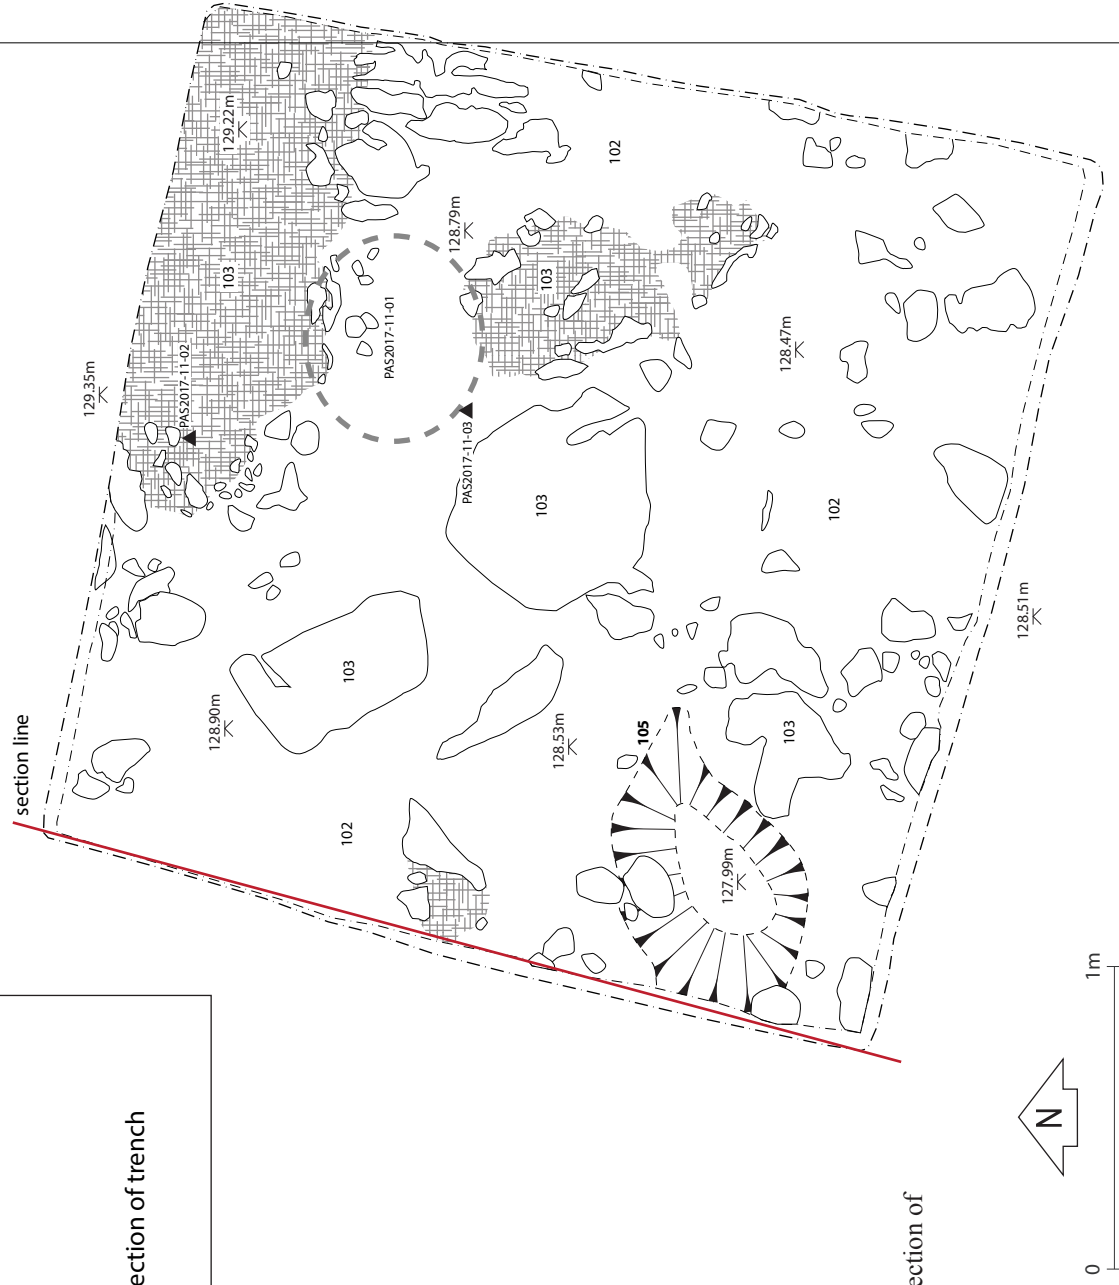 section line
129.35m
129.22m
103
PAS2017-11-02
102
128.79m
PAS2017-11-01
103
PAS2017-11-03
128.47m
103
102
128.90m
103
128.53m
105
103
128.51m
102
127.99m
ection of trench
ection of
N
0
1m